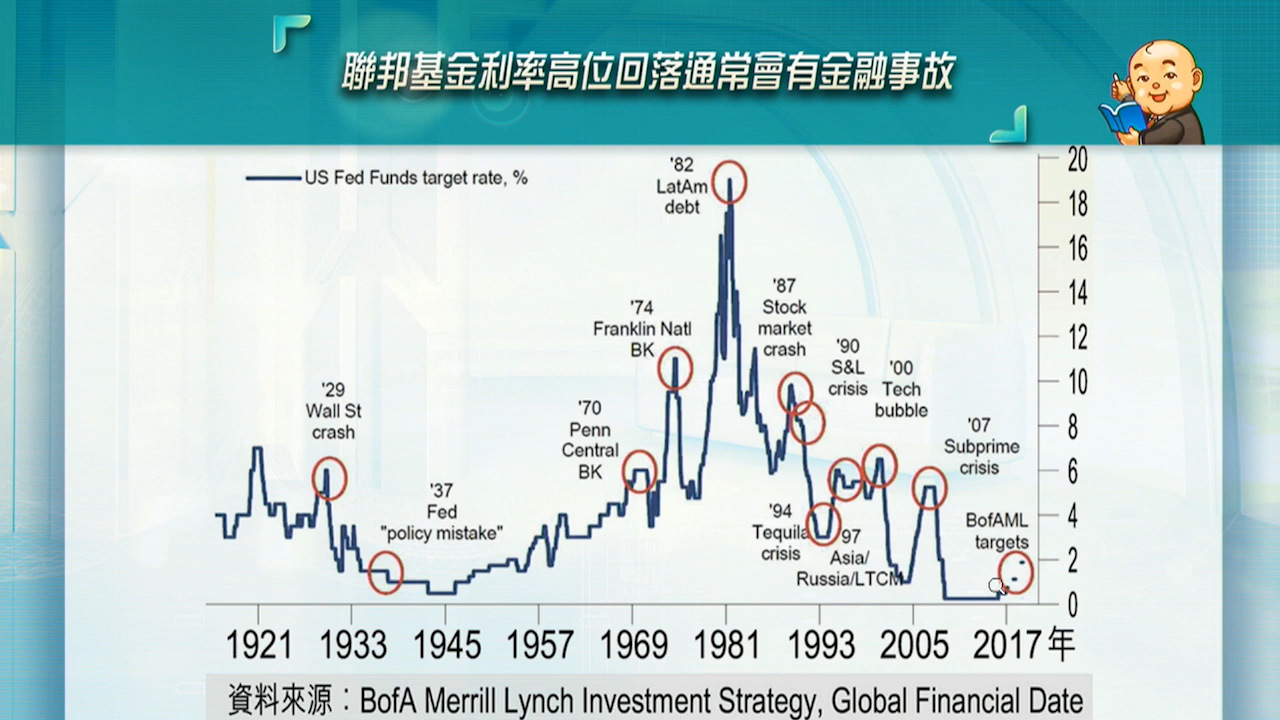 聯邦基金利率高位回落通常會有金融事故
US Fed Funds target rate, %
'82
LatAm
debt
'87
Stock
market
crash
'74
Franklin Natl
BK
'90
S&L
crisis
'00
Tech
bubble
'29
Wall St
crash
'70
Penn
Central
BK
'07
Subprime
crisis
'37
Fed
"policy mistake"
'94
Tequila
crisis
'97
Asia/
Russia/LTCM
BofAML
targets
20
18
16
14
12
10
8
6
4
2
0
1921 1933 1945 1957 1969 1981 1993 2005 2017年
資料來源：BofA Merrill Lynch Investment Strategy, Global Financial Date